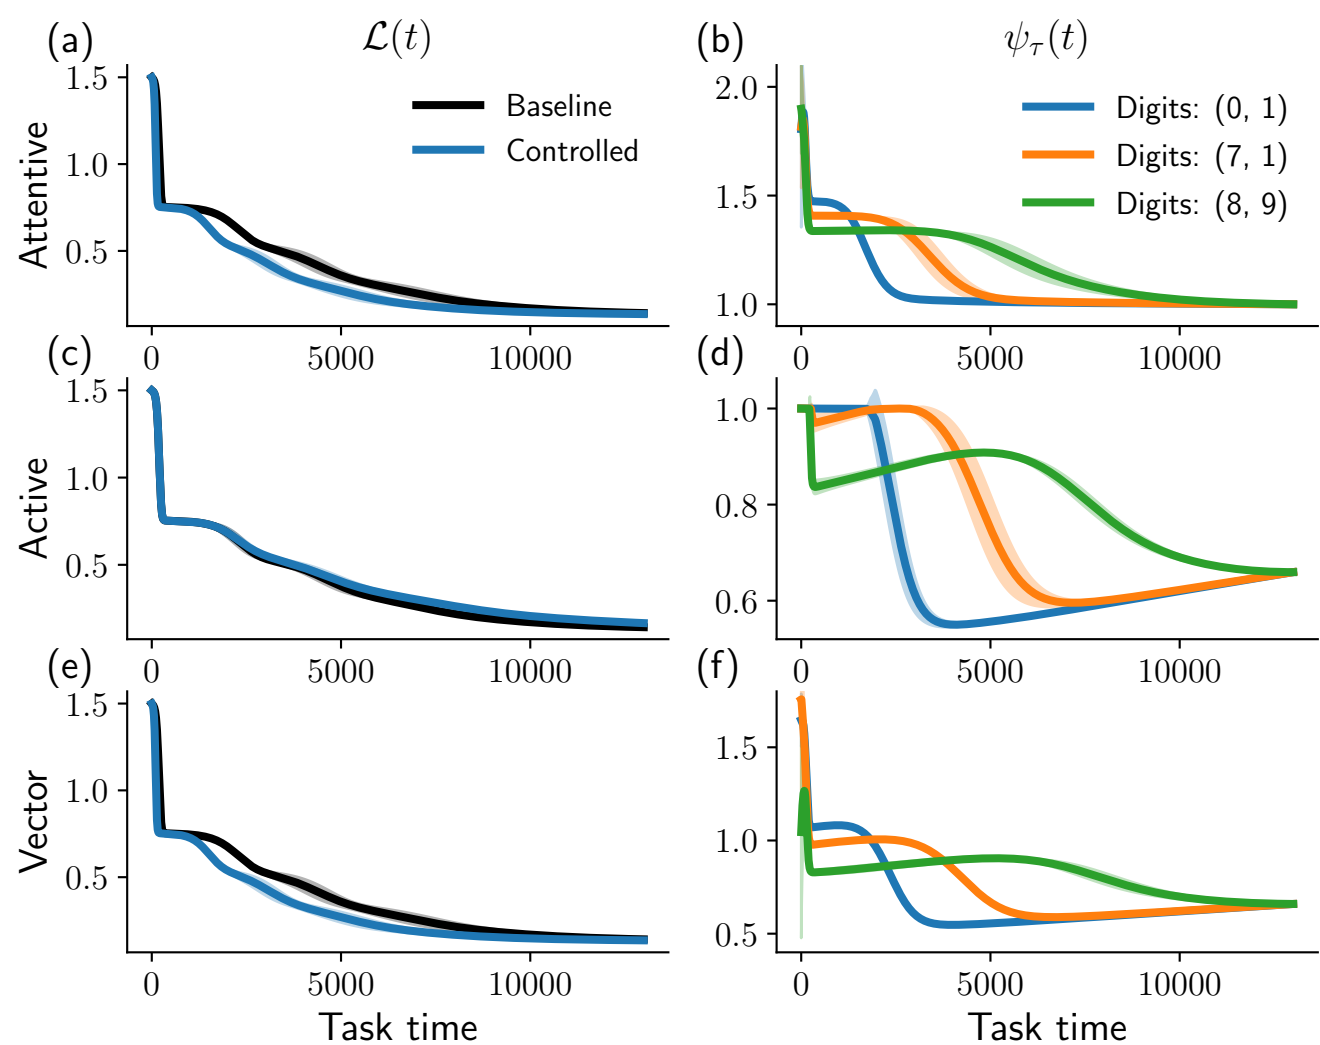 (a)
ℒ(t)
Attentive
1.5
1.0
0.5
Baseline
Controlled
0
5000
10000
(b)
ψτ(t)
2.0
1.5
1.0
Digits: (0, 1)
Digits: (7, 1)
Digits: (8, 9)
0
5000
10000
(c)
Active
1.5
1.0
0.5
0
5000
10000
(d)
1.0
0.8
0.6
0
5000
10000
(e)
Vector
1.5
1.0
0.5
0
5000
10000
Task time
(f)
1.5
1.0
0.5
0
5000
10000
Task time